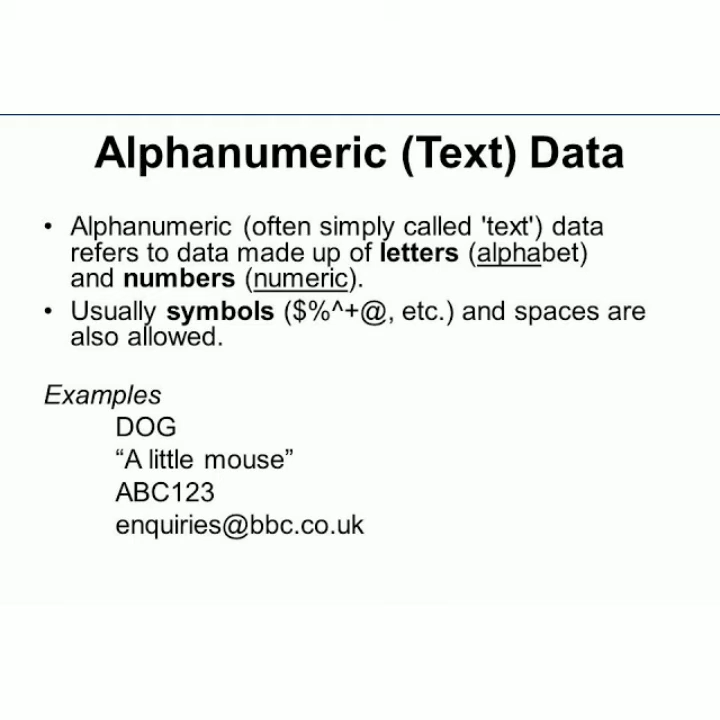 Alphanumeric (Text) Data
• Alphanumeric (often simply called 'text') data
refers to data made up of letters (alphabet)
and numbers (numeric).
• Usually symbols ($%^+@, etc.) and spaces are
also allowed.
Examples
DOG
“A little mouse”
ABC123
enquiries@bbc.co.uk